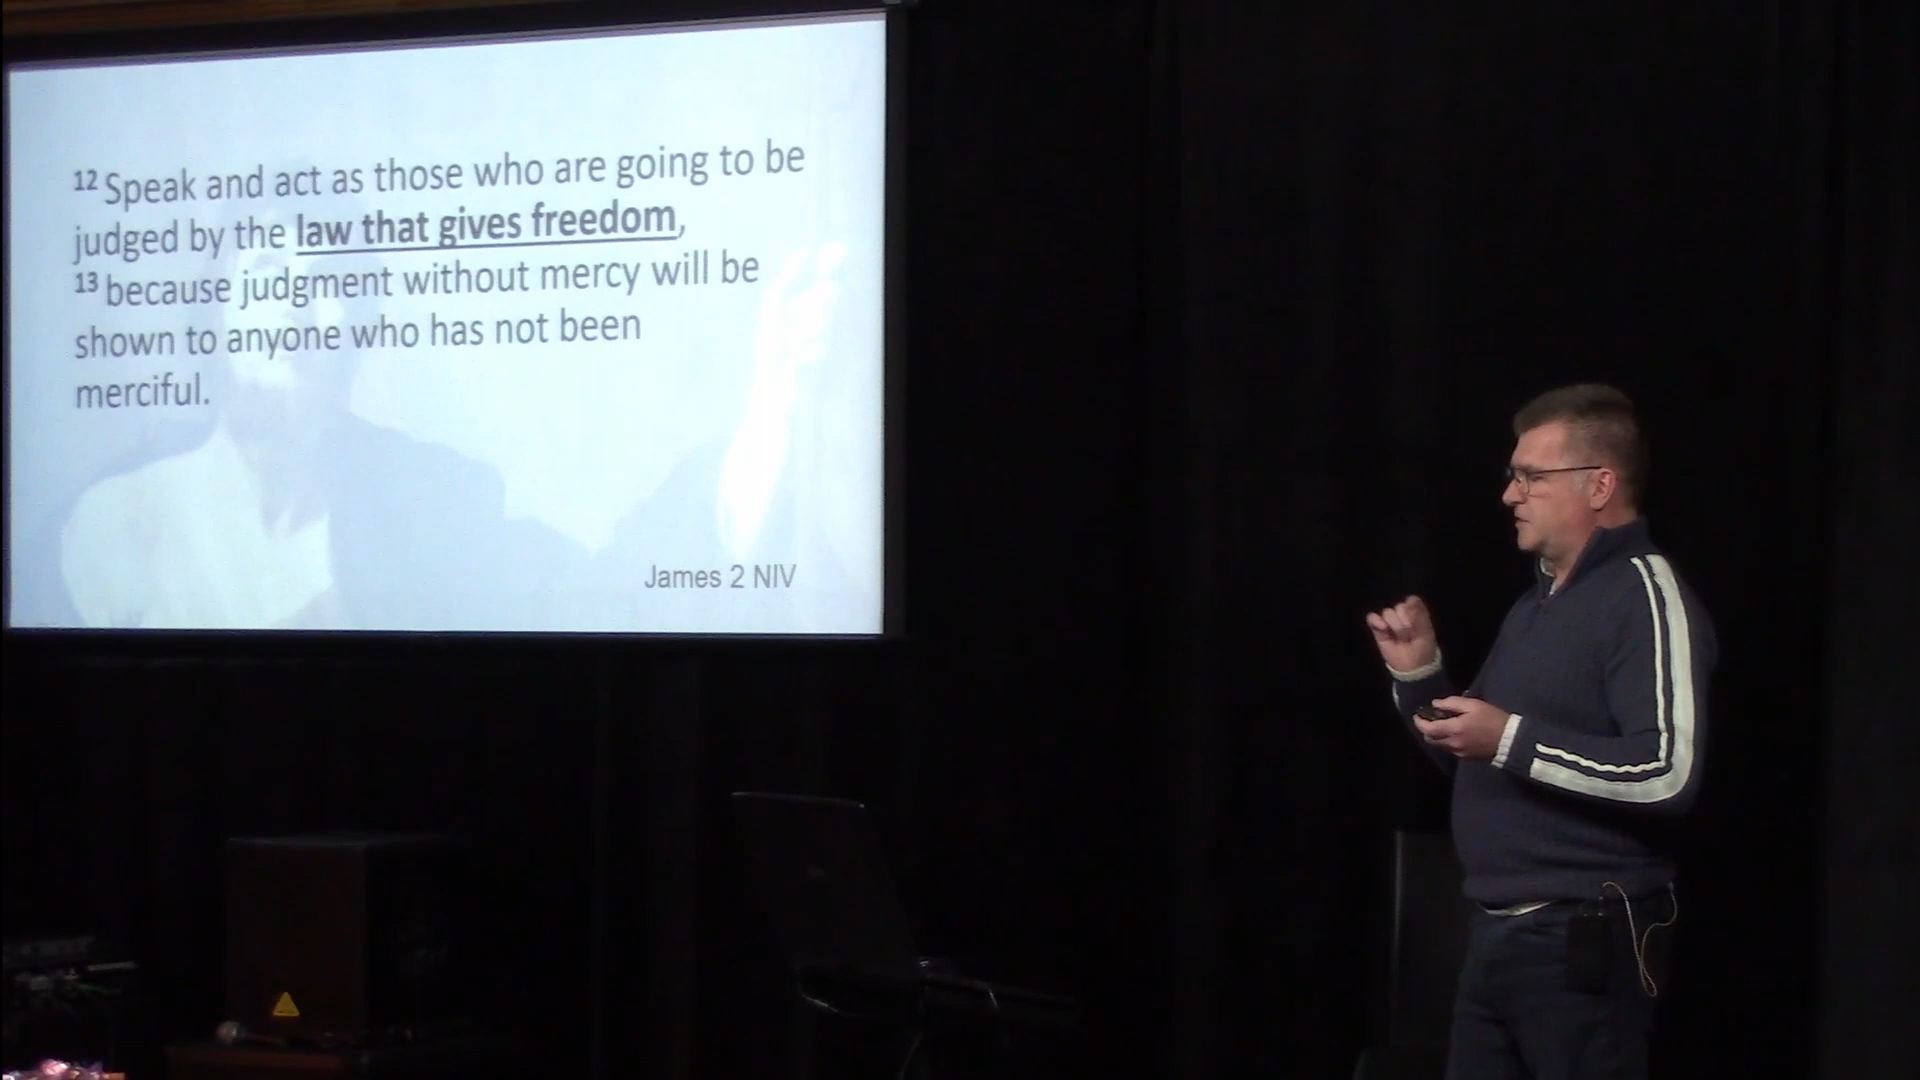 12 Speak and act as those who are going to be
judged by the law that gives freedom,
13 because judgment without mercy will be
shown to anyone who has not been
merciful.
James 2 NIV